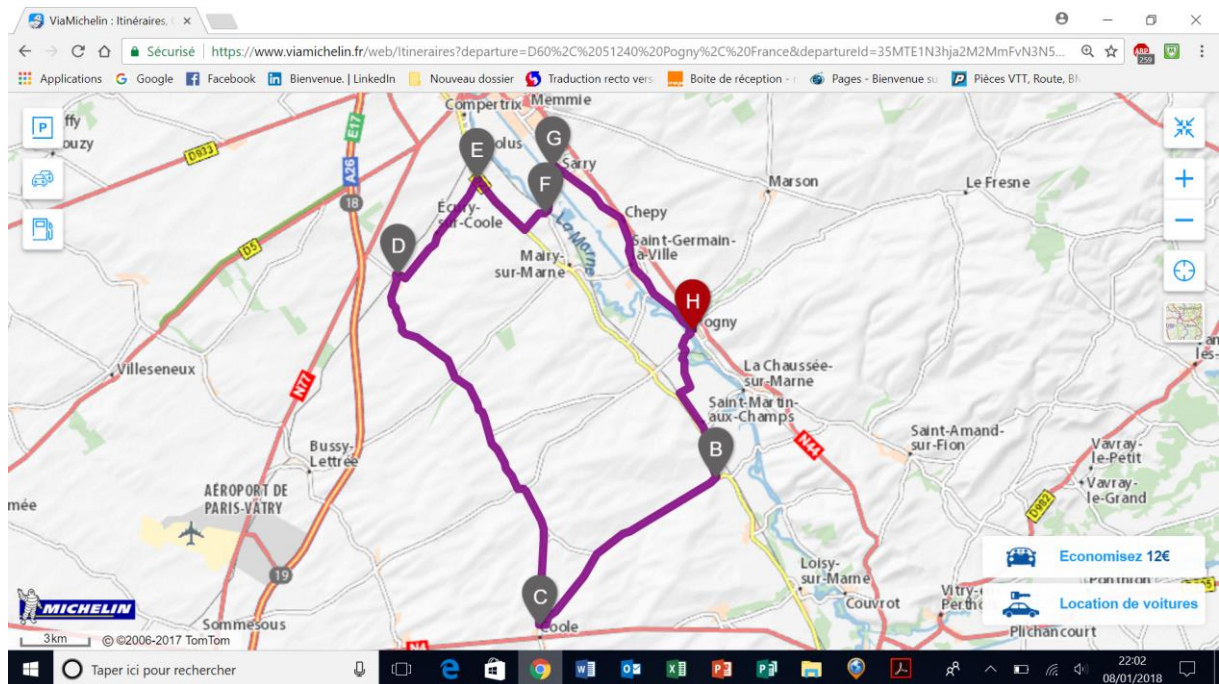 ViaMichelin : Itinéraires,
Sécurisé
https://www.viamichelin.fr/web/Itineraires?departure=D60%2C%2051240%20Pogny%2C%20France&departureId=35MTE1N3hja2M2MmFvN3N5...
ABP
259
Applications
Google
Facebook
Bienvenue. | LinkedIn
Nouveau dossier
Traduction recto vers
Boite de réception -
Pages - Bienvenue su
Pièces VTT, Route, BM
P
Compertrix
Memmie
E17
D933
A26
18
E
G
Sarry
F
Marson
Le Fresne
Écury-
sur-Coole
Chepy
D5
D
La Marne
Saint-Germain-
la-Ville
Mairy-
sur-Marne
H
ogny
Villeseneux
N77
La Chaussée-
sur-Marne
Saint-Martin-
aux-Champs
N44
Saint-Amand-
sur-Fion
Bussy-
Lettrée
B
Vavray-
le-Petit
Vavray-
le-Grand
AÉROPORT DE
PARIS-VATRY
D982
19
C
Loisy-
sur-Marne
Couvrot
Economisez 12€
Location de voitures
Plichancourt
MICHELIN
Sommesous
Coole
N4
3km
© ©2006-2017 TomTom
Taper ici pour rechercher
22:02
08/01/2018